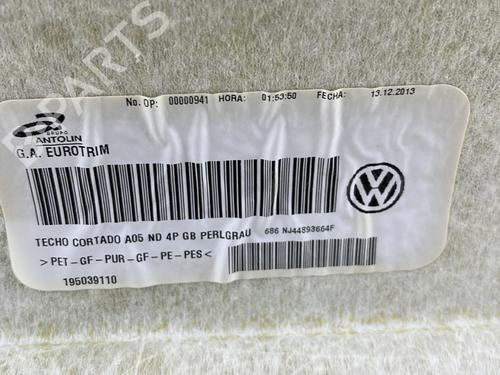 No. OP: 00000941 HORA: 01:53:50 FECHA: 13.12.2013
GRUPO
ANTOLIN
G.A. EUROTRIM
TECHO CORTADO A05 ND 4P GB PERLGRAU 686 NJ44893664F
>PET-GF-PUR-GF-PE-PES<
195039110
B PARTS